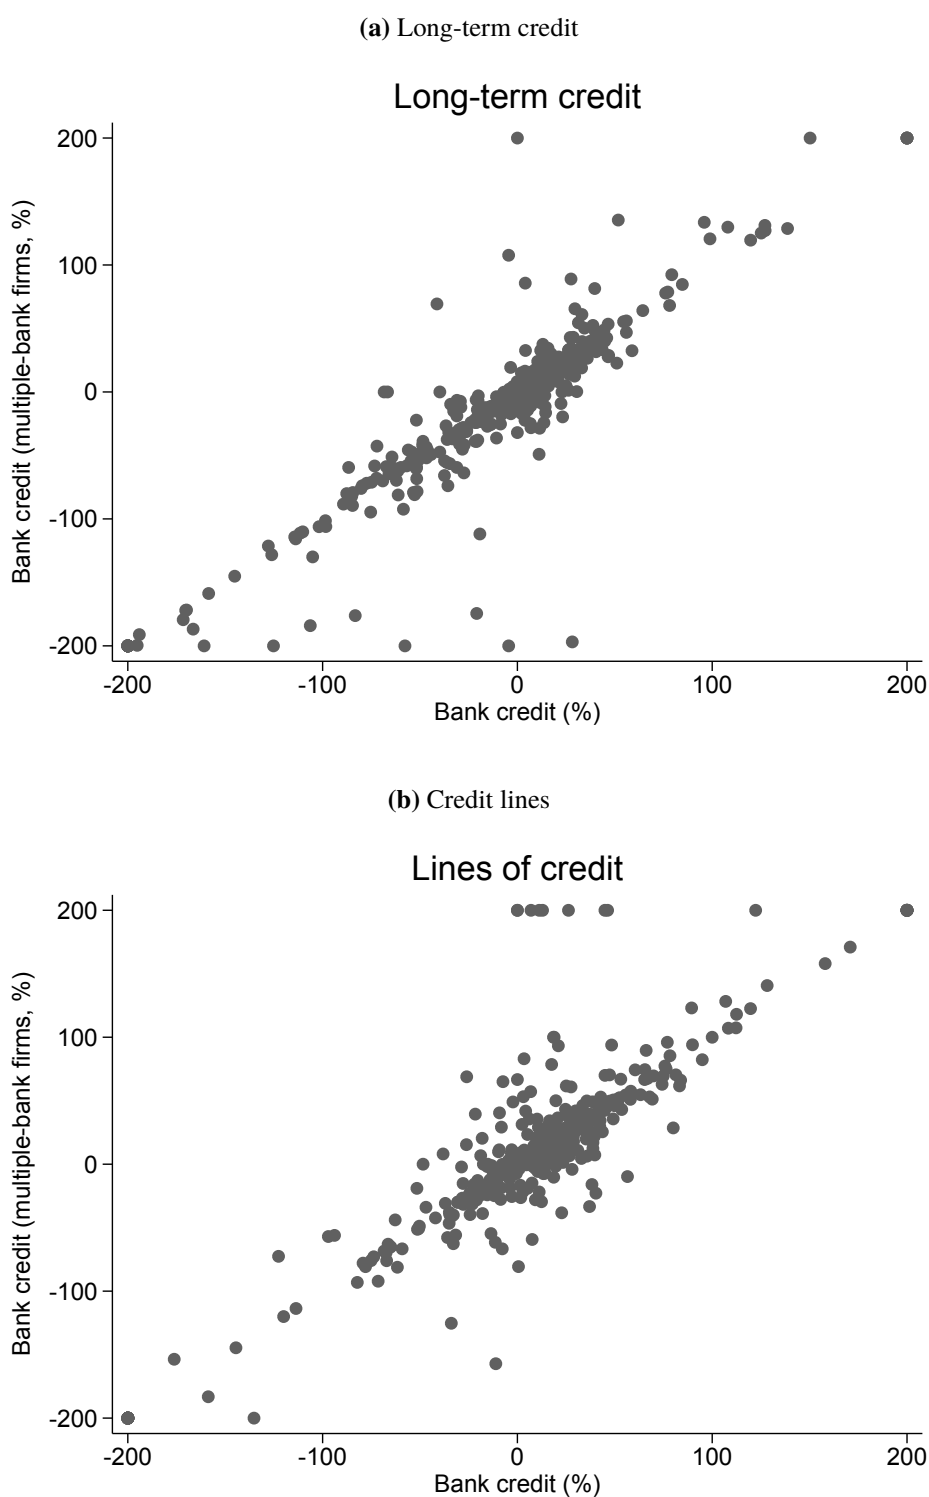 (a) Long-term credit
Long-term credit
Bank credit (multiple-bank firms, %)
200
100
0
-100
-200
-200 -100 0 100 200
Bank credit (%)
(b) Credit lines
Lines of credit
Bank credit (multiple-bank firms, %)
200
100
0
-100
-200
-200 -100 0 100 200
Bank credit (%)